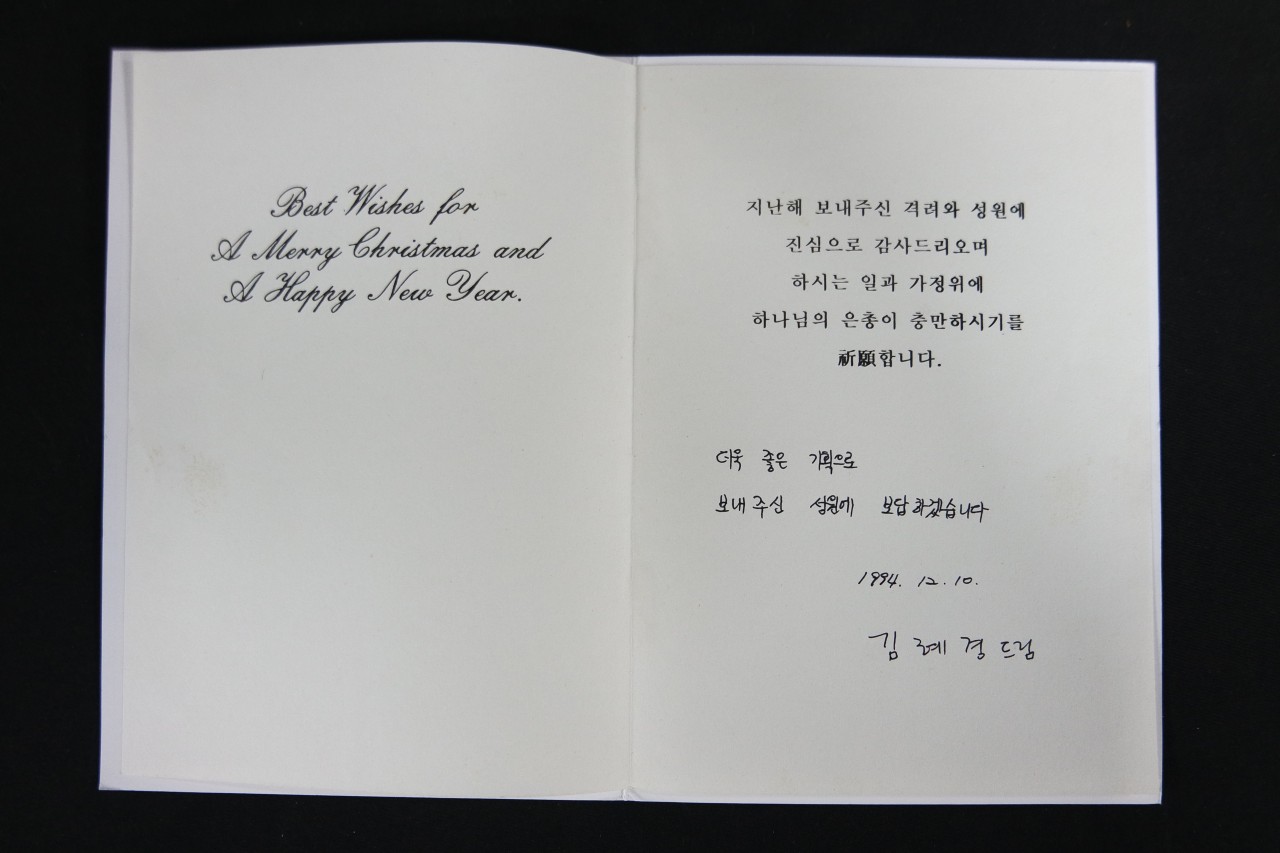 Best Wishes for
A Merry Christmas and
A Happy New Year.
지난해 보내주신 격려와 성원에
진심으로 감사드리오며
하시는 일과 가정위에
하나님의 은총이 충만하시기를
祈願합니다.
더욱 좋은 기획으로
보내주신 성원에 보답하겠습니다
1994. 12. 10.
김 례 경 드림